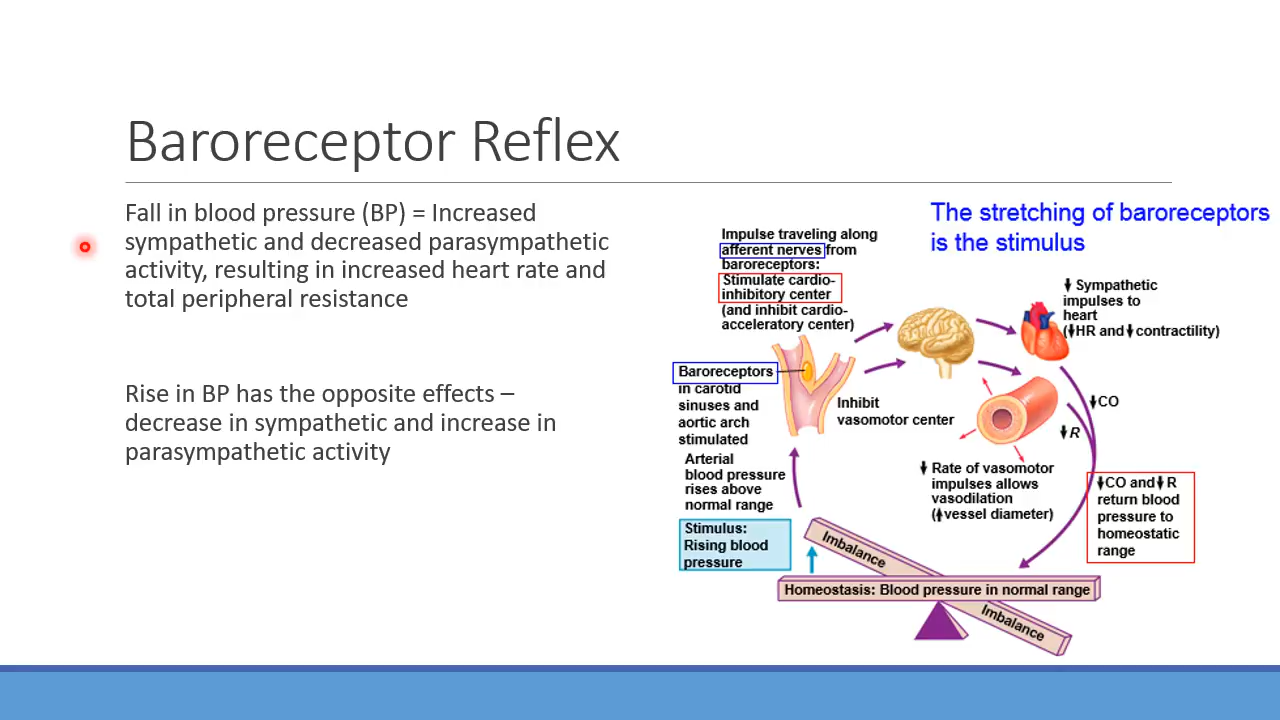 Baroreceptor Reflex
Fall in blood pressure (BP) = Increased
sympathetic and decreased parasympathetic
activity, resulting in increased heart rate and
total peripheral resistance
Rise in BP has the opposite effects –
decrease in sympathetic and increase in
parasympathetic activity
The stretching of baroreceptors
is the stimulus
Impulse traveling along
afferent nerves from
baroreceptors:
Stimulate cardio-
inhibitory center
(and inhibit cardio-
acceleratory center)
⬇ Sympathetic
impulses to
heart
(⬇HR and ⬇contractility)
Baroreceptors
in carotid
sinuses and
aortic arch
stimulated
Inhibit
vasomotor center
⬇CO
⬇R
Arterial
blood pressure
rises above
normal range
⬇ Rate of vasomotor
impulses allows
vasodilation
(⬆vessel diameter)
⬇CO and⬇R
return blood
pressure to
homeostatic
range
Stimulus:
Rising blood
pressure
Imbalance
Homeostasis: Blood pressure in normal range
Imbalance